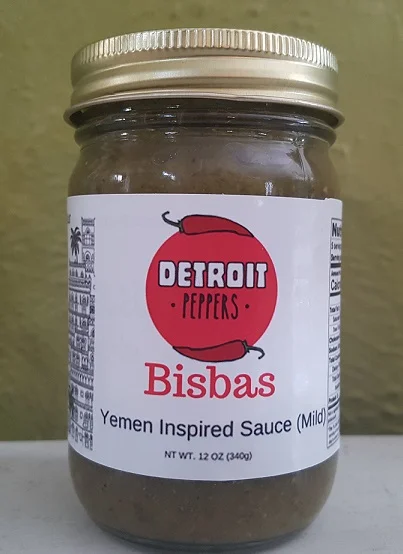 DETROIT
· PEPPERS ·
Bisbas
Yemen Inspired Sauce (Mild)
NT WT. 12 OZ (340g)